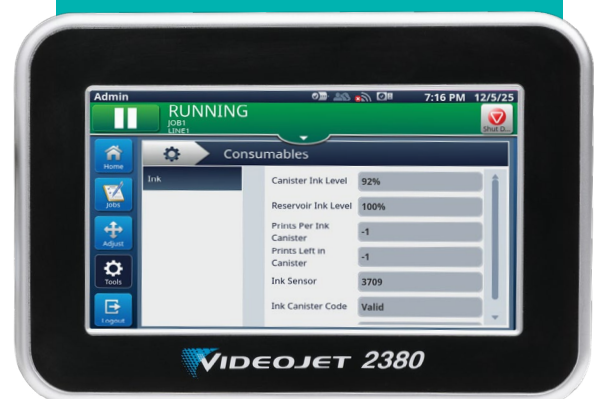 Admin
7:16 PM 12/5/25
RUNNING
JOB1
LINE1
Shut D...
Home
Consumables
Ink
Canister Ink Level 92%
Reservoir Ink Level 100%
Jobs
Prints Per Ink
Canister -1
Prints Left in
Canister -1
Adjust
Ink Sensor 3709
Tools
Ink Canister Code Valid
Logout
VIDEOJET 2380